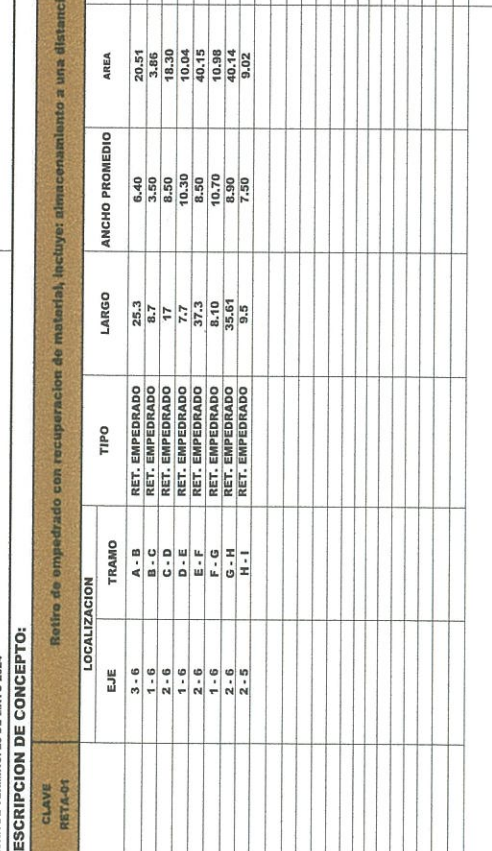 ESCRIPCION DE CONCEPTO:
CLAVE
RETA-01
Retiro de empedrado con recuperacion de material, incluye: almacenamiento a una distanci
LOCALIZACION
EJE TRAMO TIPO LARGO ANCHO PROMEDIO AREA
3 - 6 A - B RET. EMPEDRADO 25.3 6.40 20.51
1 - 6 B - C RET. EMPEDRADO 8.7 3.50 3.86
2 - 6 C - D RET. EMPEDRADO 17 8.50 18.30
1 - 6 D - E RET. EMPEDRADO 7.7 10.30 10.04
2 - 6 E - F RET. EMPEDRADO 37.3 8.50 40.15
1 - 6 F - G RET. EMPEDRADO 8.10 10.70 10.98
2 - 6 G - H RET. EMPEDRADO 35.61 8.90 40.14
2 - 5 H - I RET. EMPEDRADO 9.5 7.50 9.02